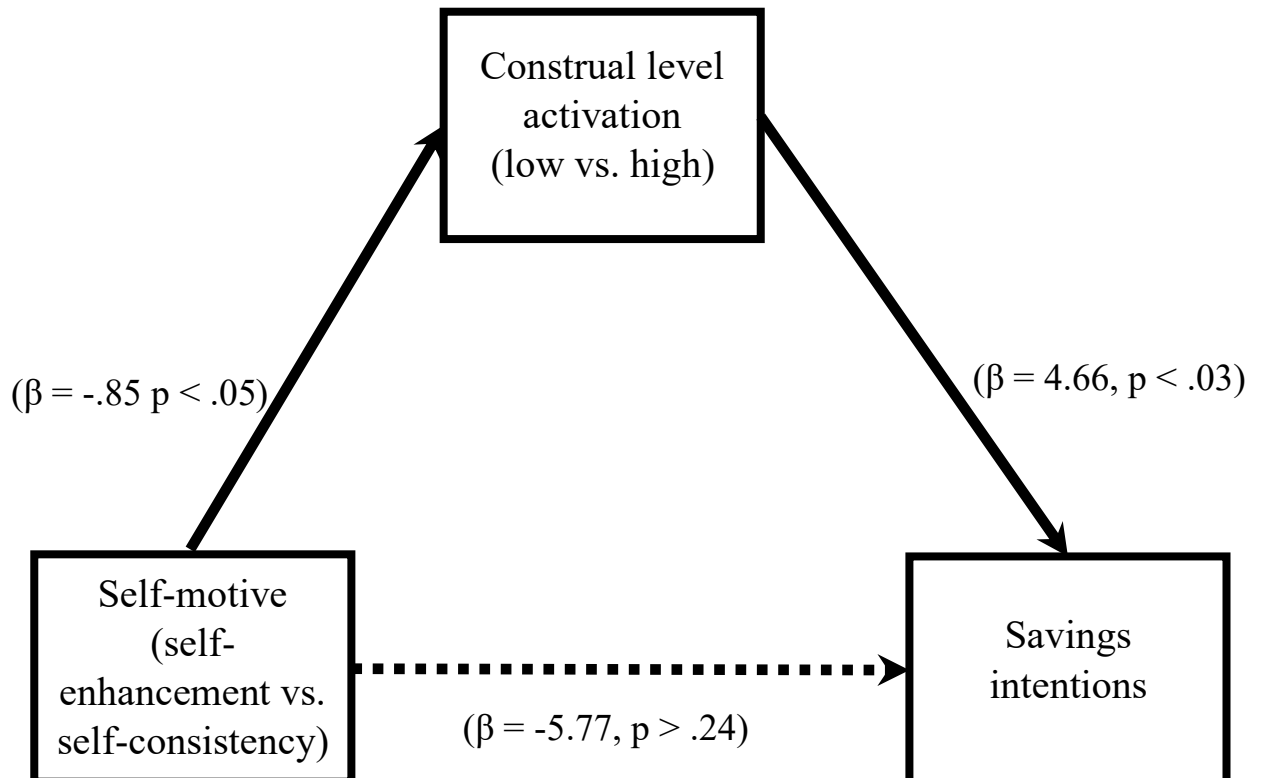 Construal level
activation
(low vs. high)
(β = -.85 p < .05)
(β = 4.66, p < .03)
Self-motive
(self-
enhancement vs.
self-consistency)
Savings
intentions
(β = -5.77, p > .24)